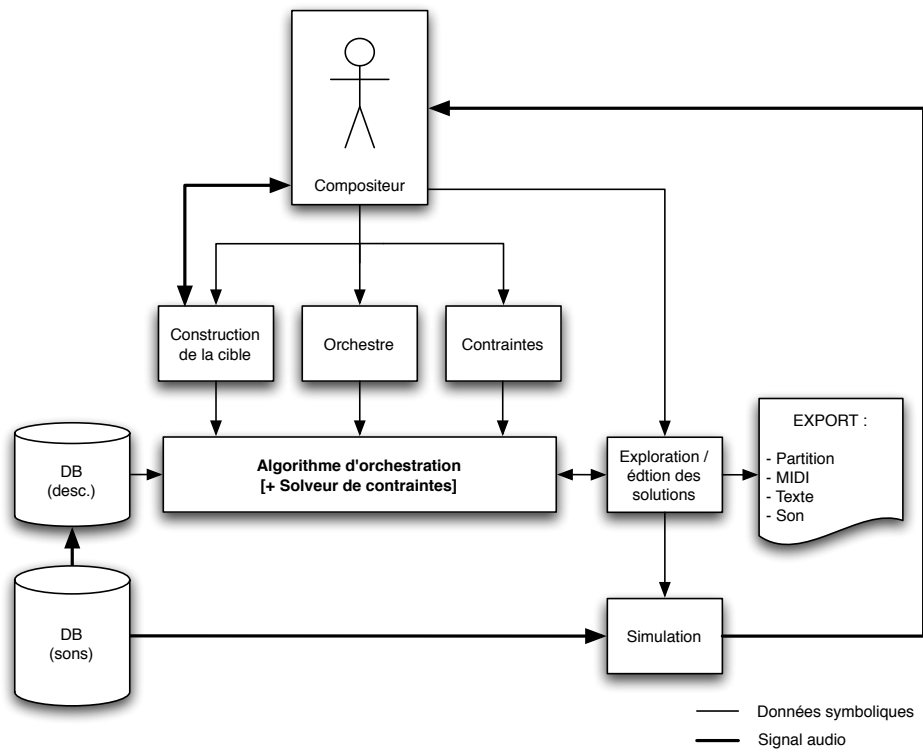 Compositeur
Construction
de la cible
Orchestre
Contraintes
DB
(desc.)
Algorithme d'orchestration
[+ Solveur de contraintes]
Exploration /
édtion des
solutions
EXPORT :
- Partition
- MIDI
- Texte
- Son
DB
(sons)
Simulation
Données symboliques
Signal audio